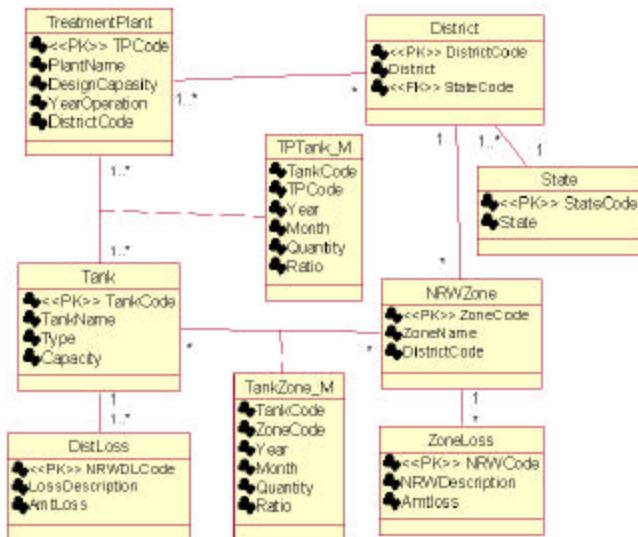 TreatmentPlant
<<PK>> TPCode
PlantName
DesignCapasity
YearOperation
DistrictCode
District
<<PK>> DistrictCode
District
<<FK>> StateCode
1..*
*
1
1..*
1
TPTank_M
TankCode
TPCode
Year
Month
Quantity
Ratio
State
<<PK>> StateCode
State
1..*
1..*
*
Tank
<<PK>> TankCode
TankName
Type
Capacity
NRWZone
<<PK>> ZoneCode
ZoneName
DistrictCode
*
*
TankZone_M
TankCode
ZoneCode
Year
Month
Quantity
Ratio
1
1..*
1
*
DistLoss
<<PK>> NRWDLCode
LossDescription
AmtLoss
ZoneLoss
<<PK>> NRWCode
NRWDescription
Amtloss